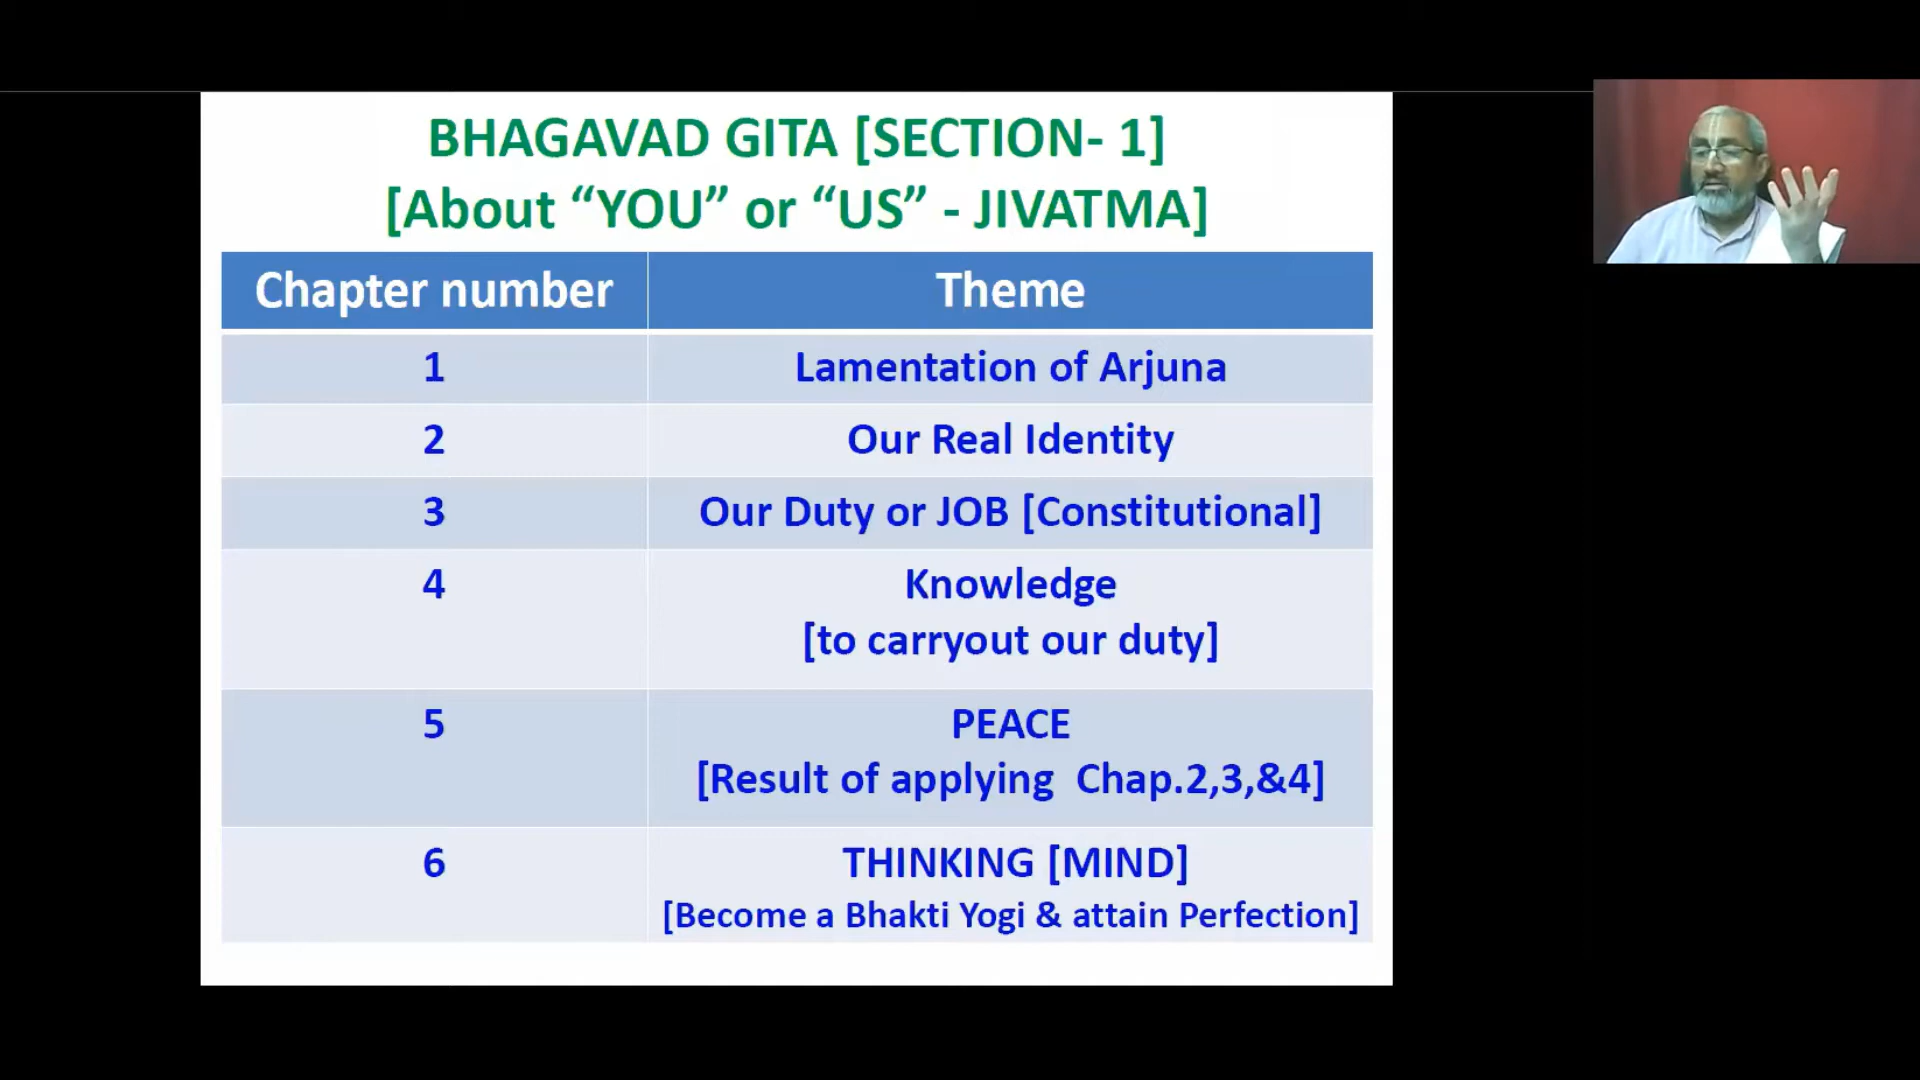 BHAGAVAD GITA [SECTION- 1]
[About “YOU” or “US” - JIVATMA]
Chapter number Theme
1 Lamentation of Arjuna
2 Our Real Identity
3 Our Duty or JOB [Constitutional]
4 Knowledge
[to carryout our duty]
5 PEACE
[Result of applying Chap.2,3,&4]
6 THINKING [MIND]
[Become a Bhakti Yogi & attain Perfection]